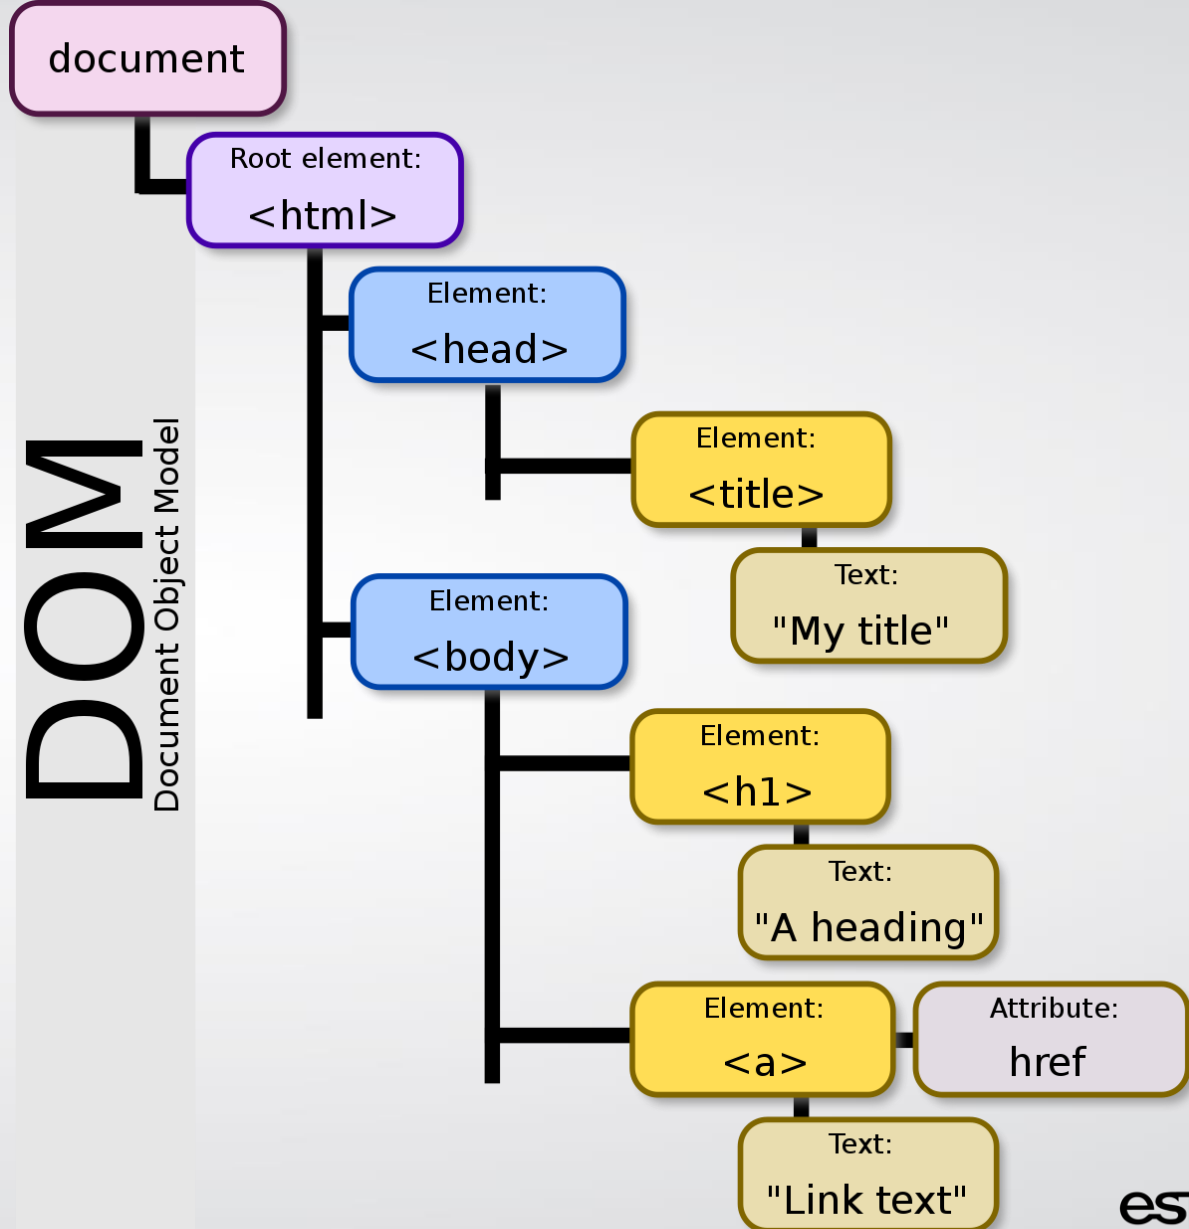 document
Root element:
<html>
Element:
<head>
Element:
<title>
Text:
"My title"
Element:
<body>
Element:
<h1>
Text:
"A heading"
Element:
<a>
Attribute:
href
Text:
"Link text"
DOM
Document Object Model